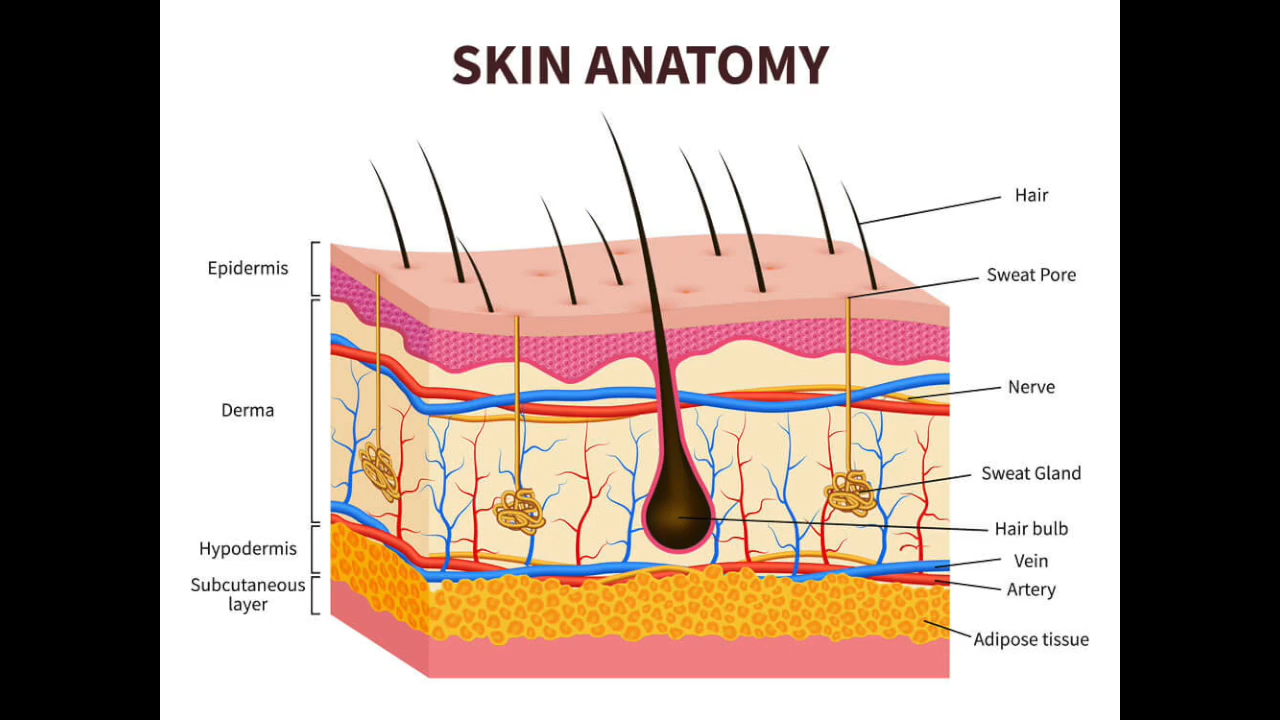 SKIN ANATOMY
Hair
Epidermis
Sweat Pore
Nerve
Derma
Sweat Gland
Hair bulb
Hypodermis
Vein
Subcutaneous
layer
Artery
Adipose tissue